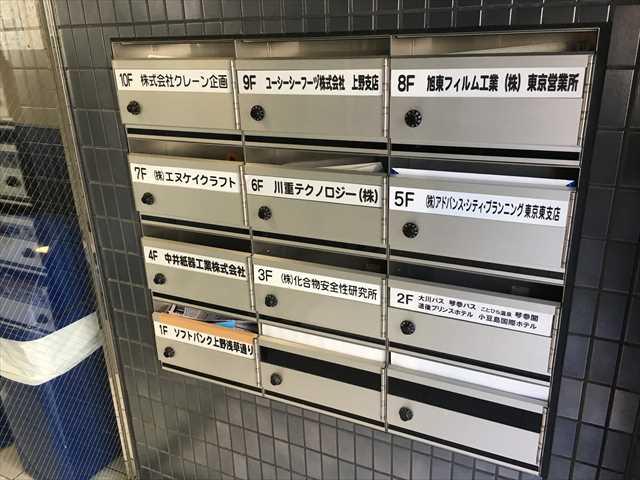 10F 株式会社クレーン企画
9F ユーシーシーフーヅ株式会社 上野支店
8F 旭東フィルム工業(株) 東京営業所
7F (株)エヌケイクラフト
6F 川重テクノロジー(株)
5F (株)アドバンス・シティ・プランニング 東京東支店
4F 中井紙器工業株式会社
3F (株)化合物安全性研究所
2F 大川バス 琴参バス ことひら温泉 琴参閣
道後プリンスホテル 小豆島国際ホテル
1F ソフトバンク上野浅草通り